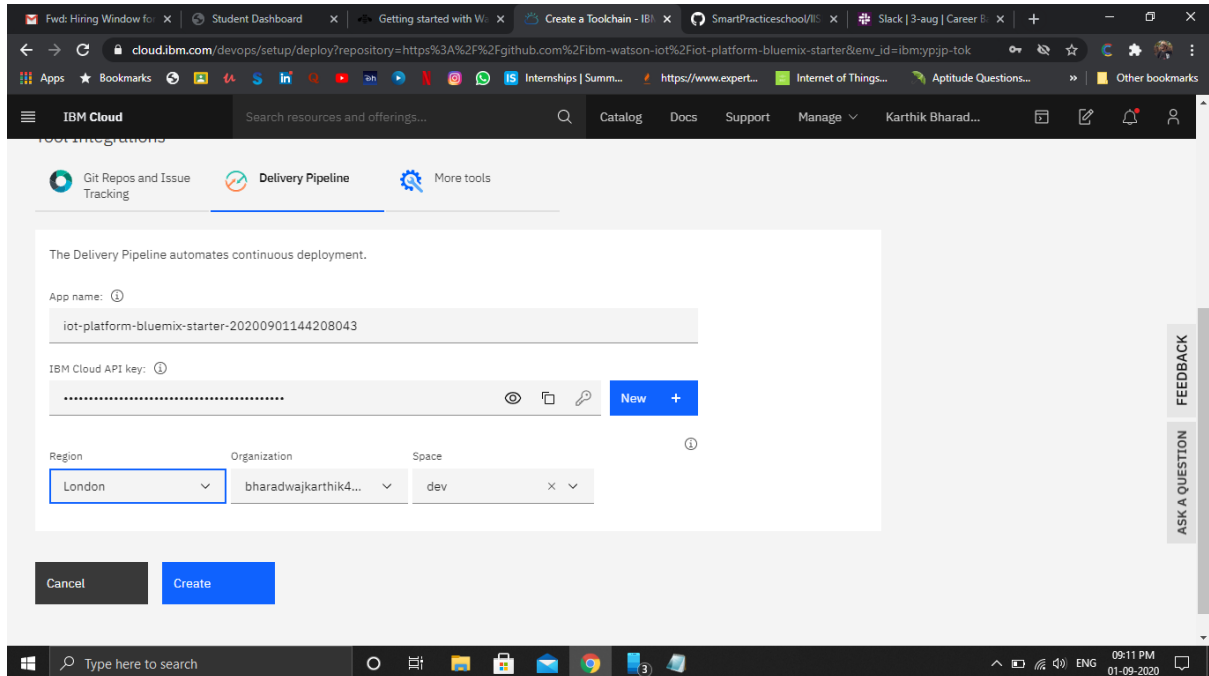 Fwd: Hiring Window fo
Student Dashboard
Getting started with Wa
Create a Toolchain - IBM
SmartPracticeschool/IIS
Slack | 3-aug | Career B
cloud.ibm.com/devops/setup/deploy?repository=https%3A%2F%2Fgithub.com%2Fibm-watson-iot%2Fiot-platform-bluemix-starter&env_id=ibm:yp:jp-tok
Apps
Bookmarks
Internships | Summ...
https://www.expert...
Internet of Things...
Aptitude Questions...
»
Other bookmarks
IBM Cloud
Search resources and offerings...
Catalog
Docs
Support
Manage
Karthik Bharad...
Tool Integrations
Git Repos and Issue
Tracking
Delivery Pipeline
More tools
The Delivery Pipeline automates continuous deployment.
App name:
iot-platform-bluemix-starter-20200901144208043
IBM Cloud API key:
New +
Region
Organization
Space
London
bharadwajkarthik4...
dev
Cancel
Create
FEEDBACK
ASK A QUESTION
Type here to search
3
ENG
09:11 PM
01-09-2020